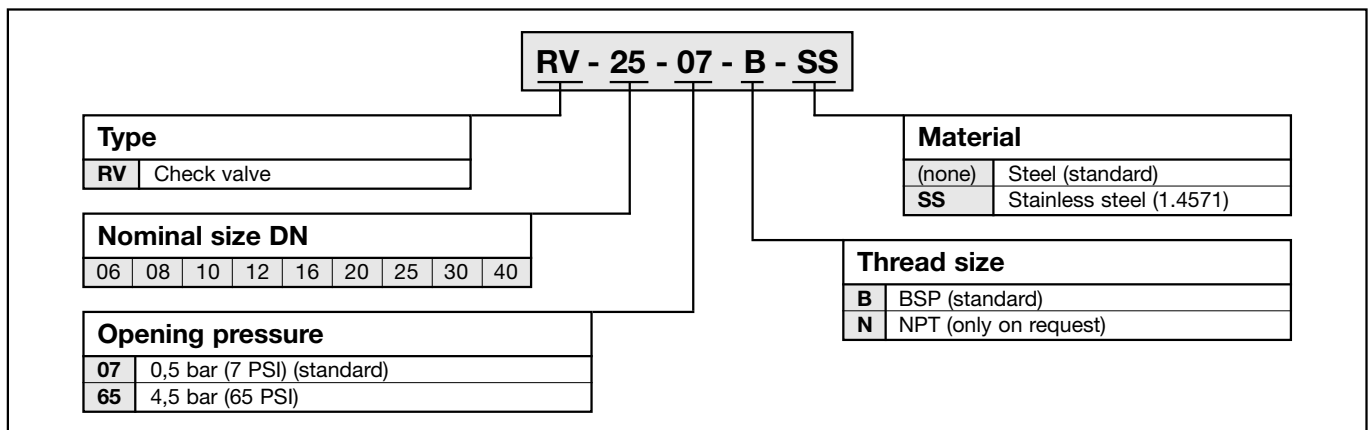 RV - 25 - 07 - B - SS
Type
RV Check valve
Nominal size DN
06 08 10 12 16 20 25 30 40
Opening pressure
07 0,5 bar (7 PSI) (standard)
65 4,5 bar (65 PSI)
Material
(none) Steel (standard)
SS Stainless steel (1.4571)
Thread size
B BSP (standard)
N NPT (only on request)